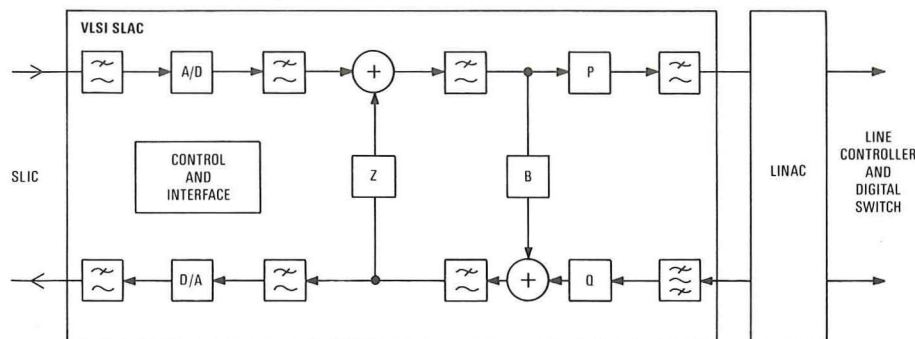 VLSI SLAC
A/D
+
P
SLIC
CONTROL
AND
INTERFACE
Z
B
LINAC
LINE
CONTROLLER
AND
DIGITAL
SWITCH
D/A
+
Q